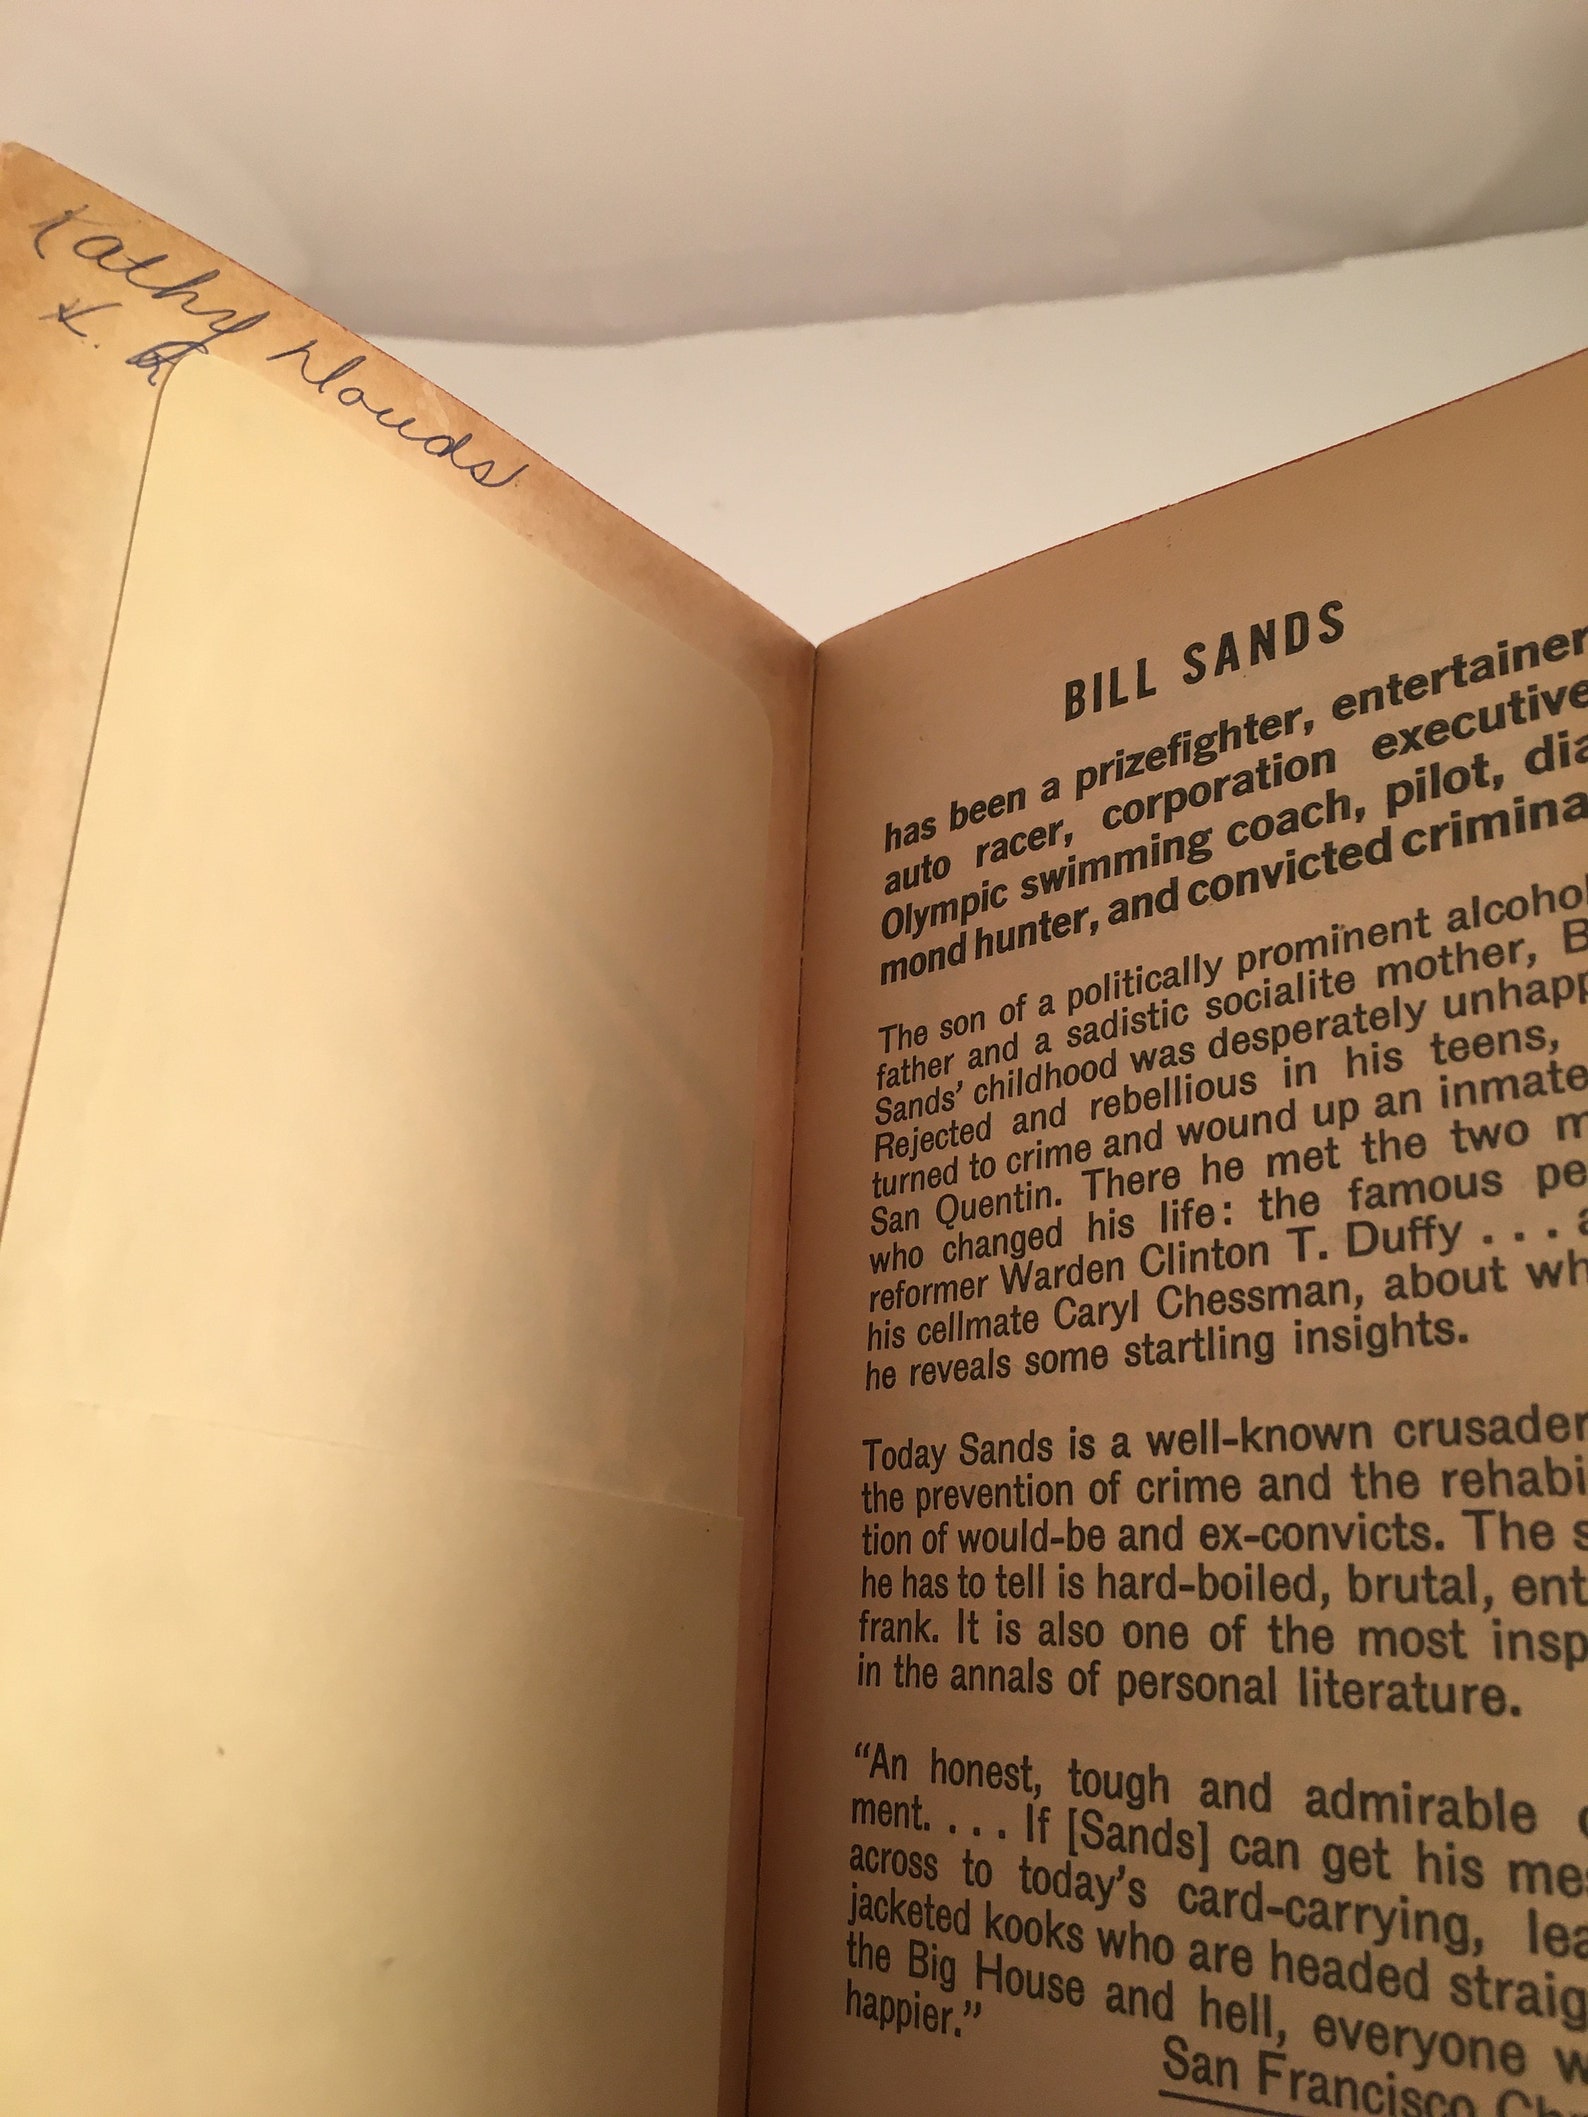 Kathy
K.
BILL SANDS
has been a prizefighter, entertainer
auto racer, corporation executive
Olympic swimming coach, pilot, dia
mond hunter, and convicted crimina
The son of a politically prominent alcohol
father and a sadistic socialite mother, B
Sands' childhood was desperately unhapp
Rejected and rebellious in his teens,
turned to crime and wound up an inmate
San Quentin. There he met the two m
who changed his life: the famous pe
reformer Warden Clinton T. Duffy . . . a
his cellmate Caryl Chessman, about wh
he reveals some startling insights.
Today Sands is a well-known crusader
the prevention of crime and the rehabi
tion of would-be and ex-convicts. The s
he has to tell is hard-boiled, brutal, ent
frank. It is also one of the most insp
in the annals of personal literature.
“An honest, tough and admirable
ment. . . . If [Sands] can get his mes
across to today's card-carrying, lea
jacketed kooks who are headed straig
the Big House and hell, everyone w
happier.”
San Francisco Ch